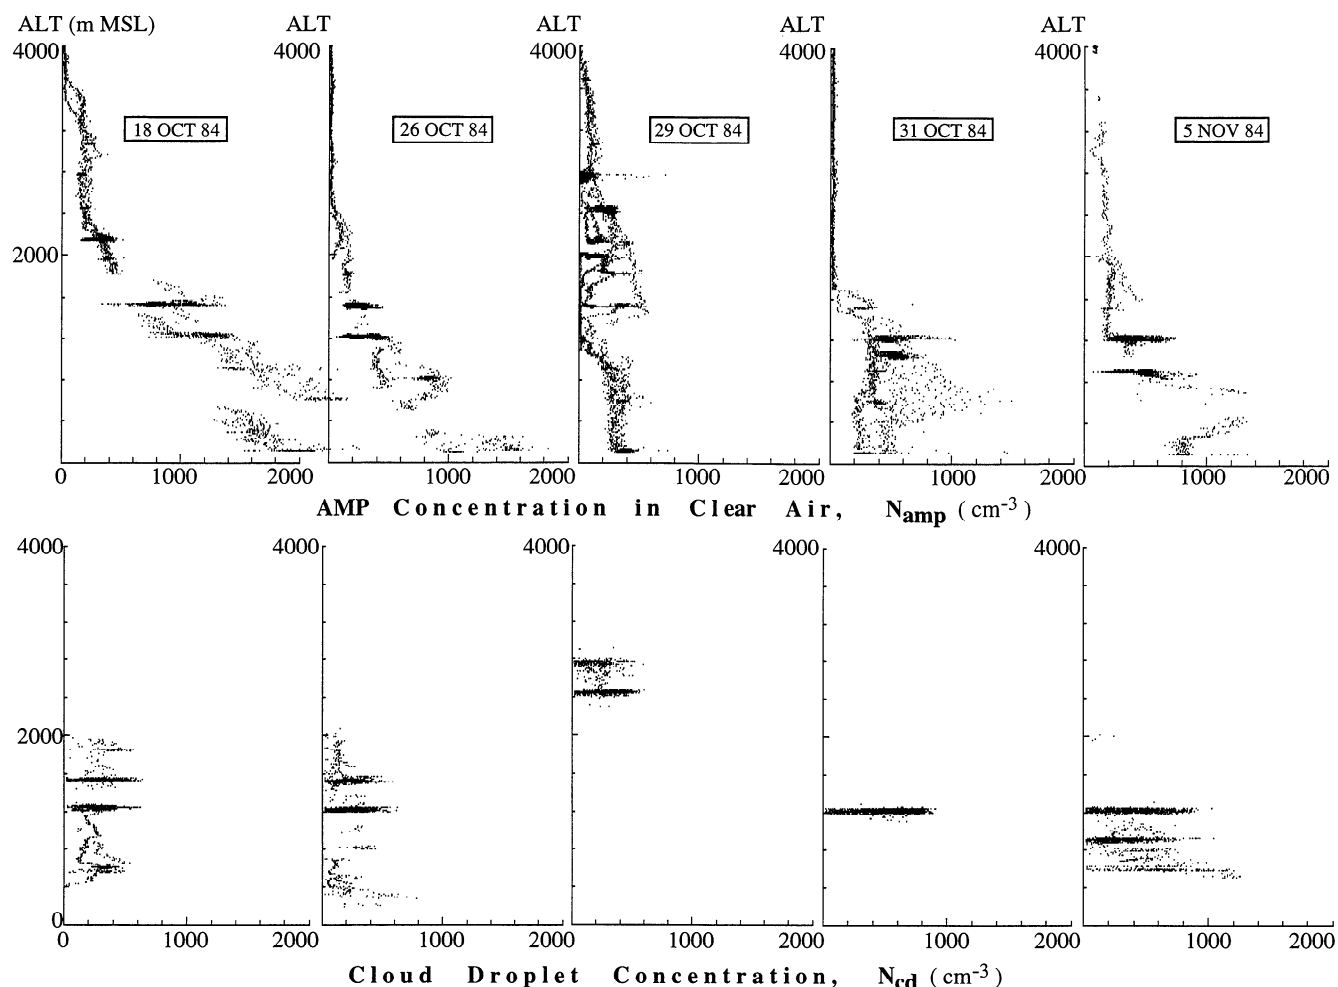 ALT (m MSL) ALT ALT ALT ALT
4000 4000 4000 4000 4000
18 OCT 84 26 OCT 84 29 OCT 84 31 OCT 84 5 NOV 84
2000
0 1000 2000 1000 2000 1000 2000 1000 2000 1000 2000
AMP Concentration in Clear Air, Namp (cm-3)
4000 4000 4000 4000 4000
2000
0
0 1000 2000 1000 2000 1000 2000 1000 2000 1000 2000
Cloud Droplet Concentration, Ncd (cm-3)